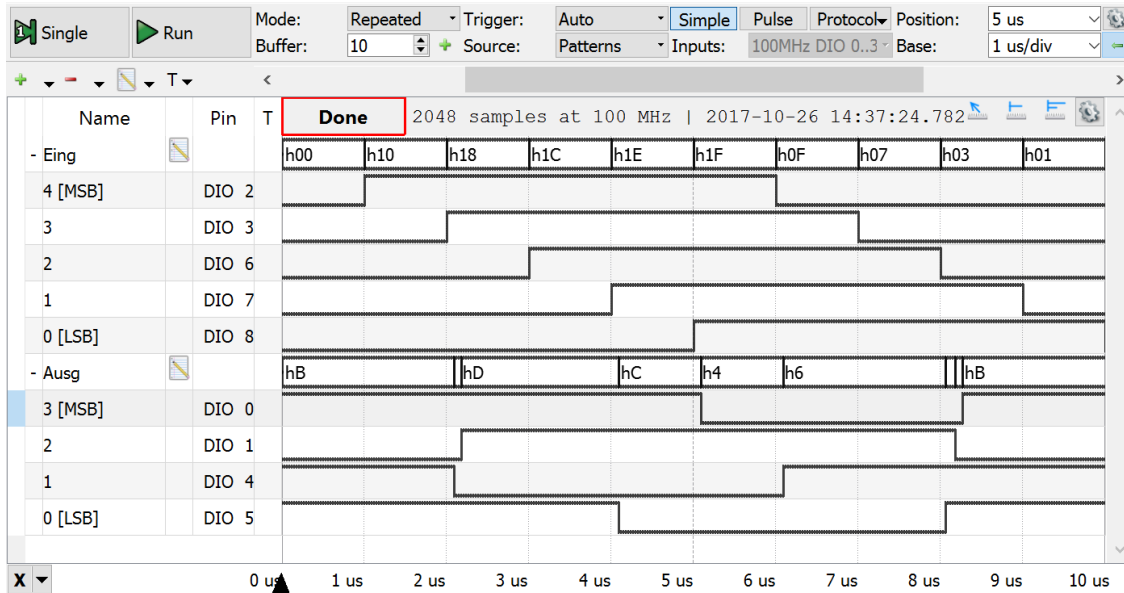 Single Run Mode: Repeated Trigger: Auto Simple Pulse Protocol Position: 5 us
Buffer: 10 Source: Patterns Inputs: 100MHz DIO 0..3 Base: 1 us/div
T
Name Pin T Done 2048 samples at 100 MHz | 2017-10-26 14:37:24.782
- Eing h00 h10 h18 h1C h1E h1F h0F h07 h03 h01
4 [MSB] DIO 2
3 DIO 3
2 DIO 6
1 DIO 7
0 [LSB] DIO 8
- Ausg hB hD hC h4 h6 hB
3 [MSB] DIO 0
2 DIO 1
1 DIO 4
0 [LSB] DIO 5
X 0 us 1 us 2 us 3 us 4 us 5 us 6 us 7 us 8 us 9 us 10 us